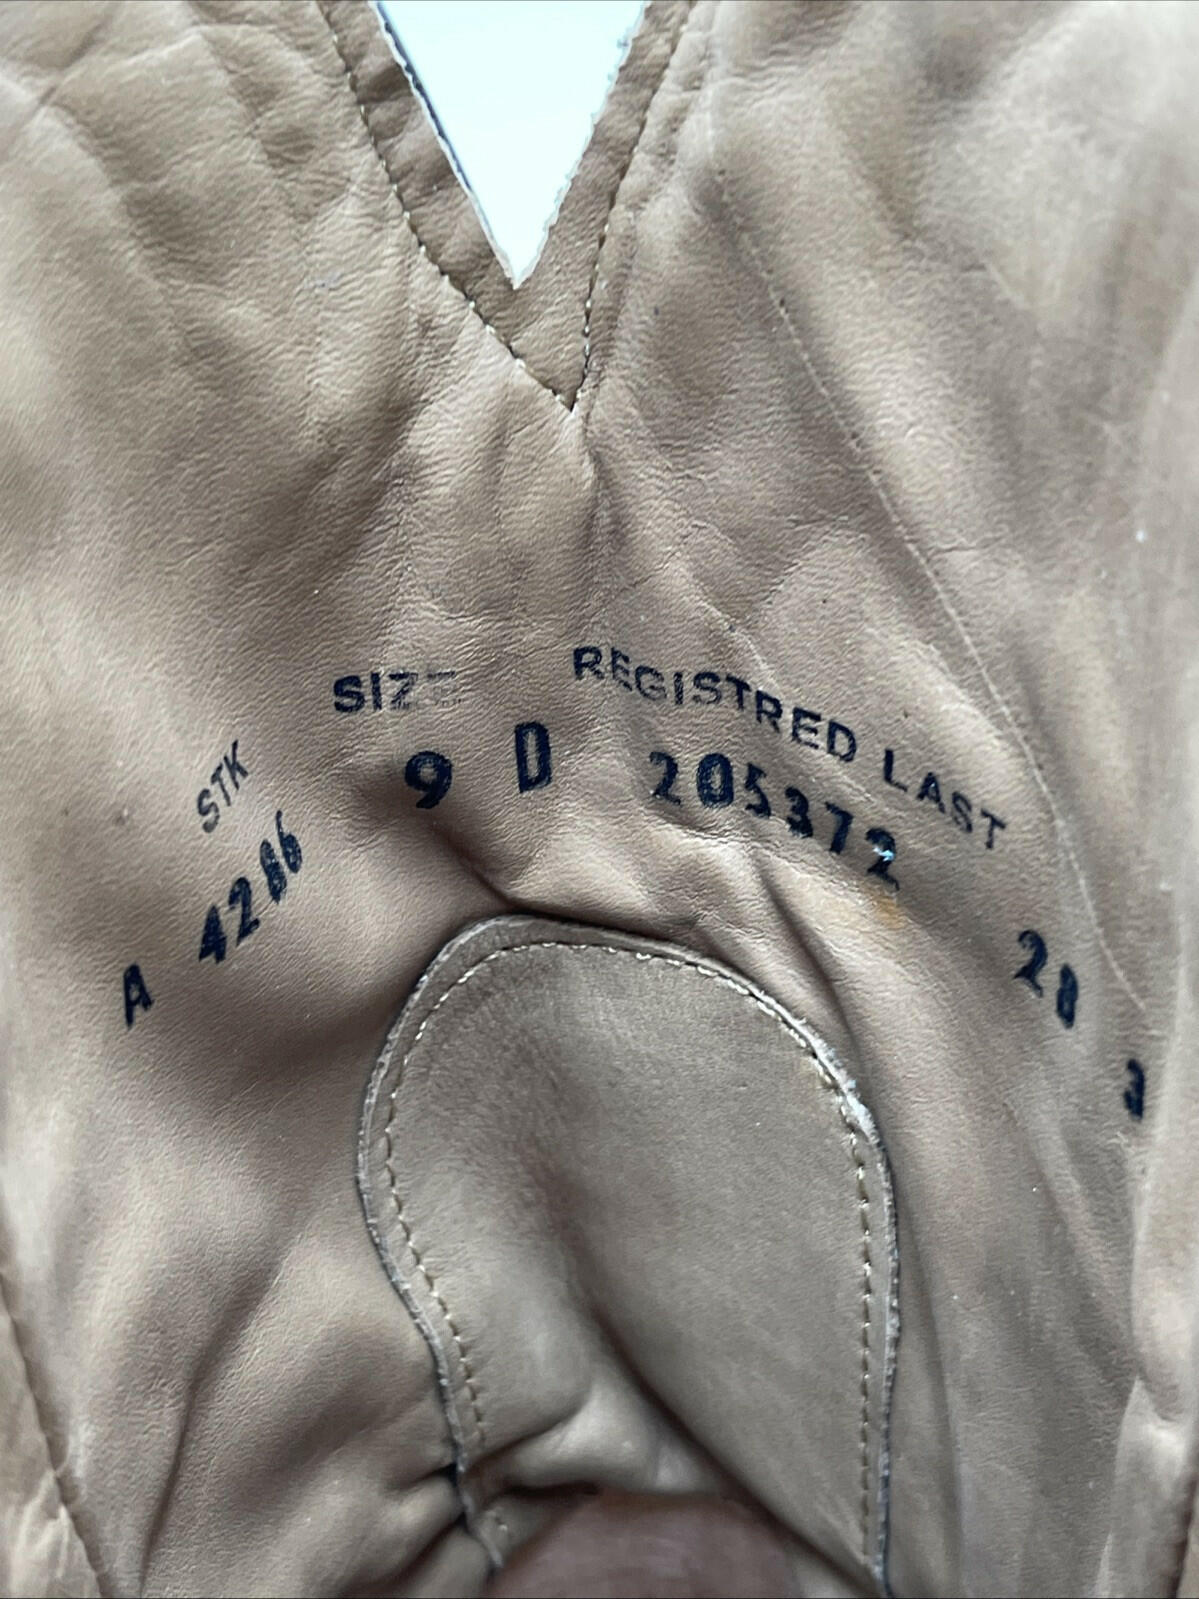 SIZE REGISTRED LAST
STK 9 D 205372
A 4286 28
3